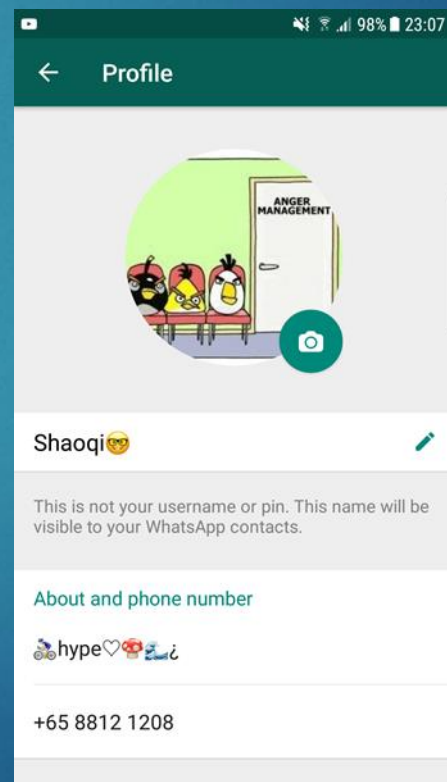 98% 23:07
Profile
ANGER
MANAGEMENT
Shaoqi🤓
This is not your username or pin. This name will be
visible to your WhatsApp contacts.
About and phone number
🚴hype♡🍄🌊¿
+65 8812 1208